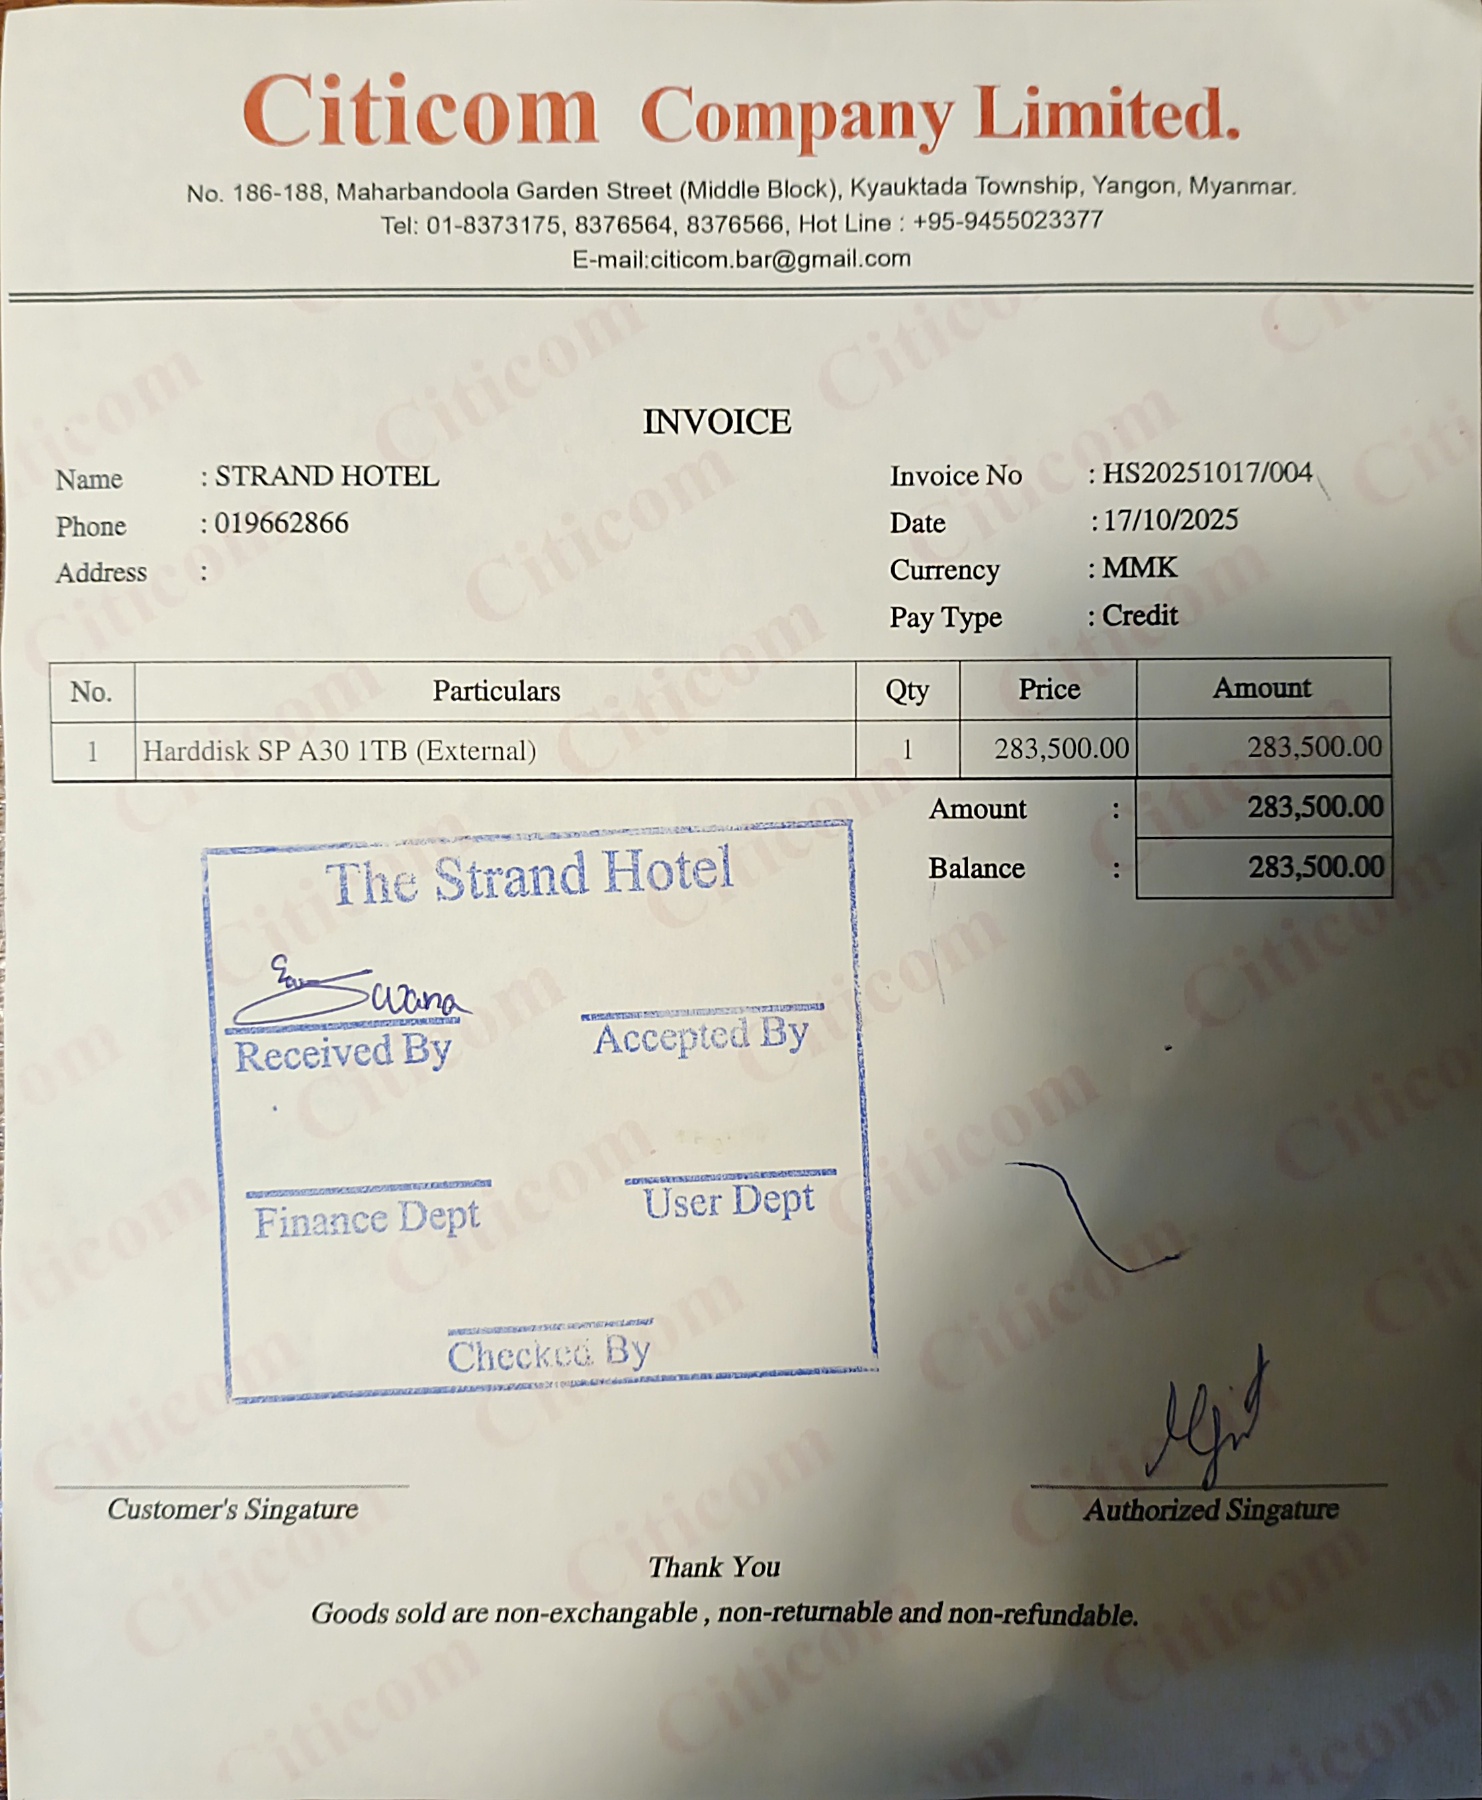 Citicom Company Limited.
No. 186-188, Maharbandoola Garden Street (Middle Block), Kyauktada Township, Yangon, Myanmar.
Tel: 01-8373175, 8376564, 8376566, Hot Line : +95-9455023377
E-mail:citicom.bar@gmail.com
INVOICE
Name : STRAND HOTEL
Invoice No : HS20251017/004
Phone : 019662866
Date : 17/10/2025
Address :
Currency : MMK
Pay Type : Credit
No. Particulars Qty Price Amount
1 Harddisk SP A30 1TB (External) 1 283,500.00 283,500.00
Amount : 283,500.00
Balance : 283,500.00
The Strand Hotel
Received By Accepted By
Finance Dept User Dept
Checked By
Customer's Singature Authorized Singature
Thank You
Goods sold are non-exchangable , non-returnable and non-refundable.